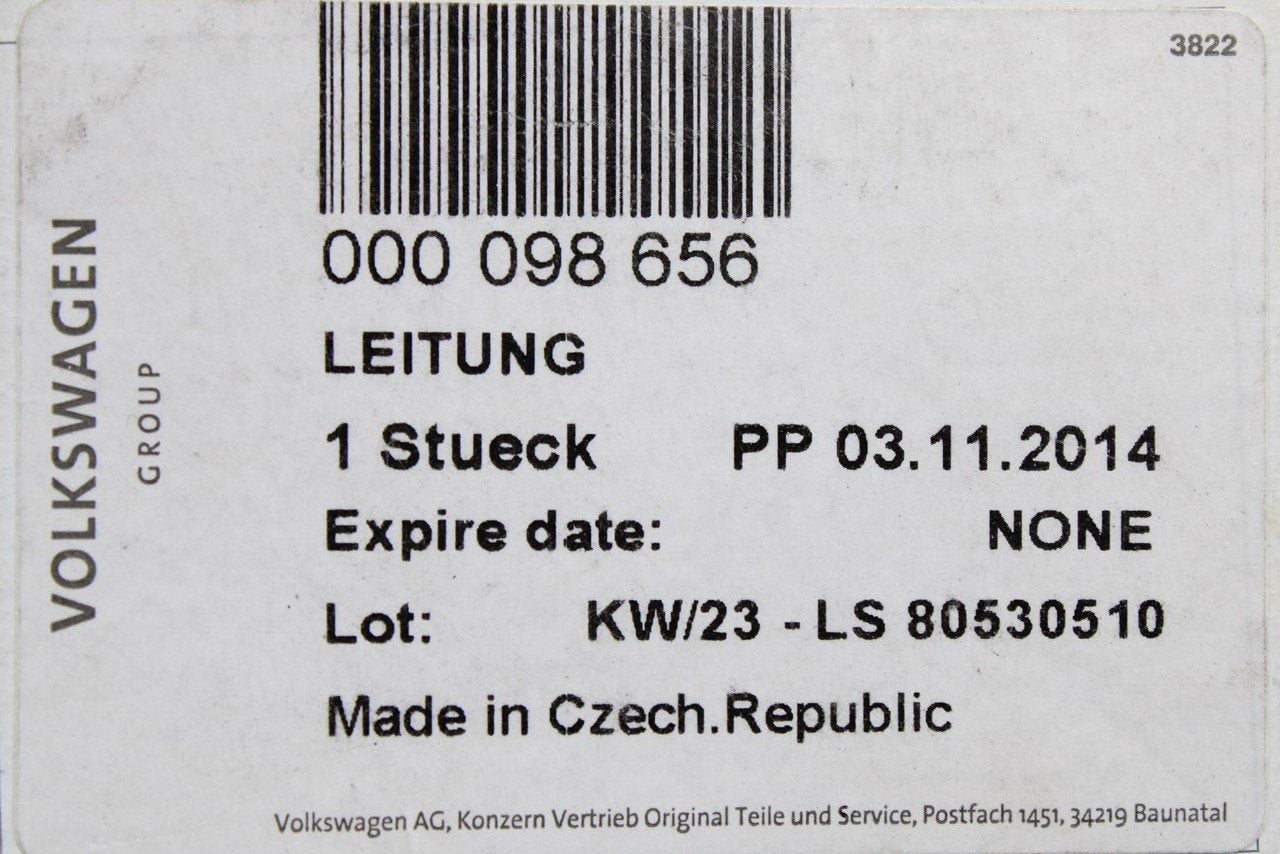 3822
000 098 656
LEITUNG
1 Stueck PP 03.11.2014
Expire date: NONE
Lot: KW/23 - LS 80530510
Made in Czech.Republic
VOLKSWAGEN
GROUP
Volkswagen AG, Konzern Vertrieb Original Teile und Service, Postfach 1451, 34219 Baunatal